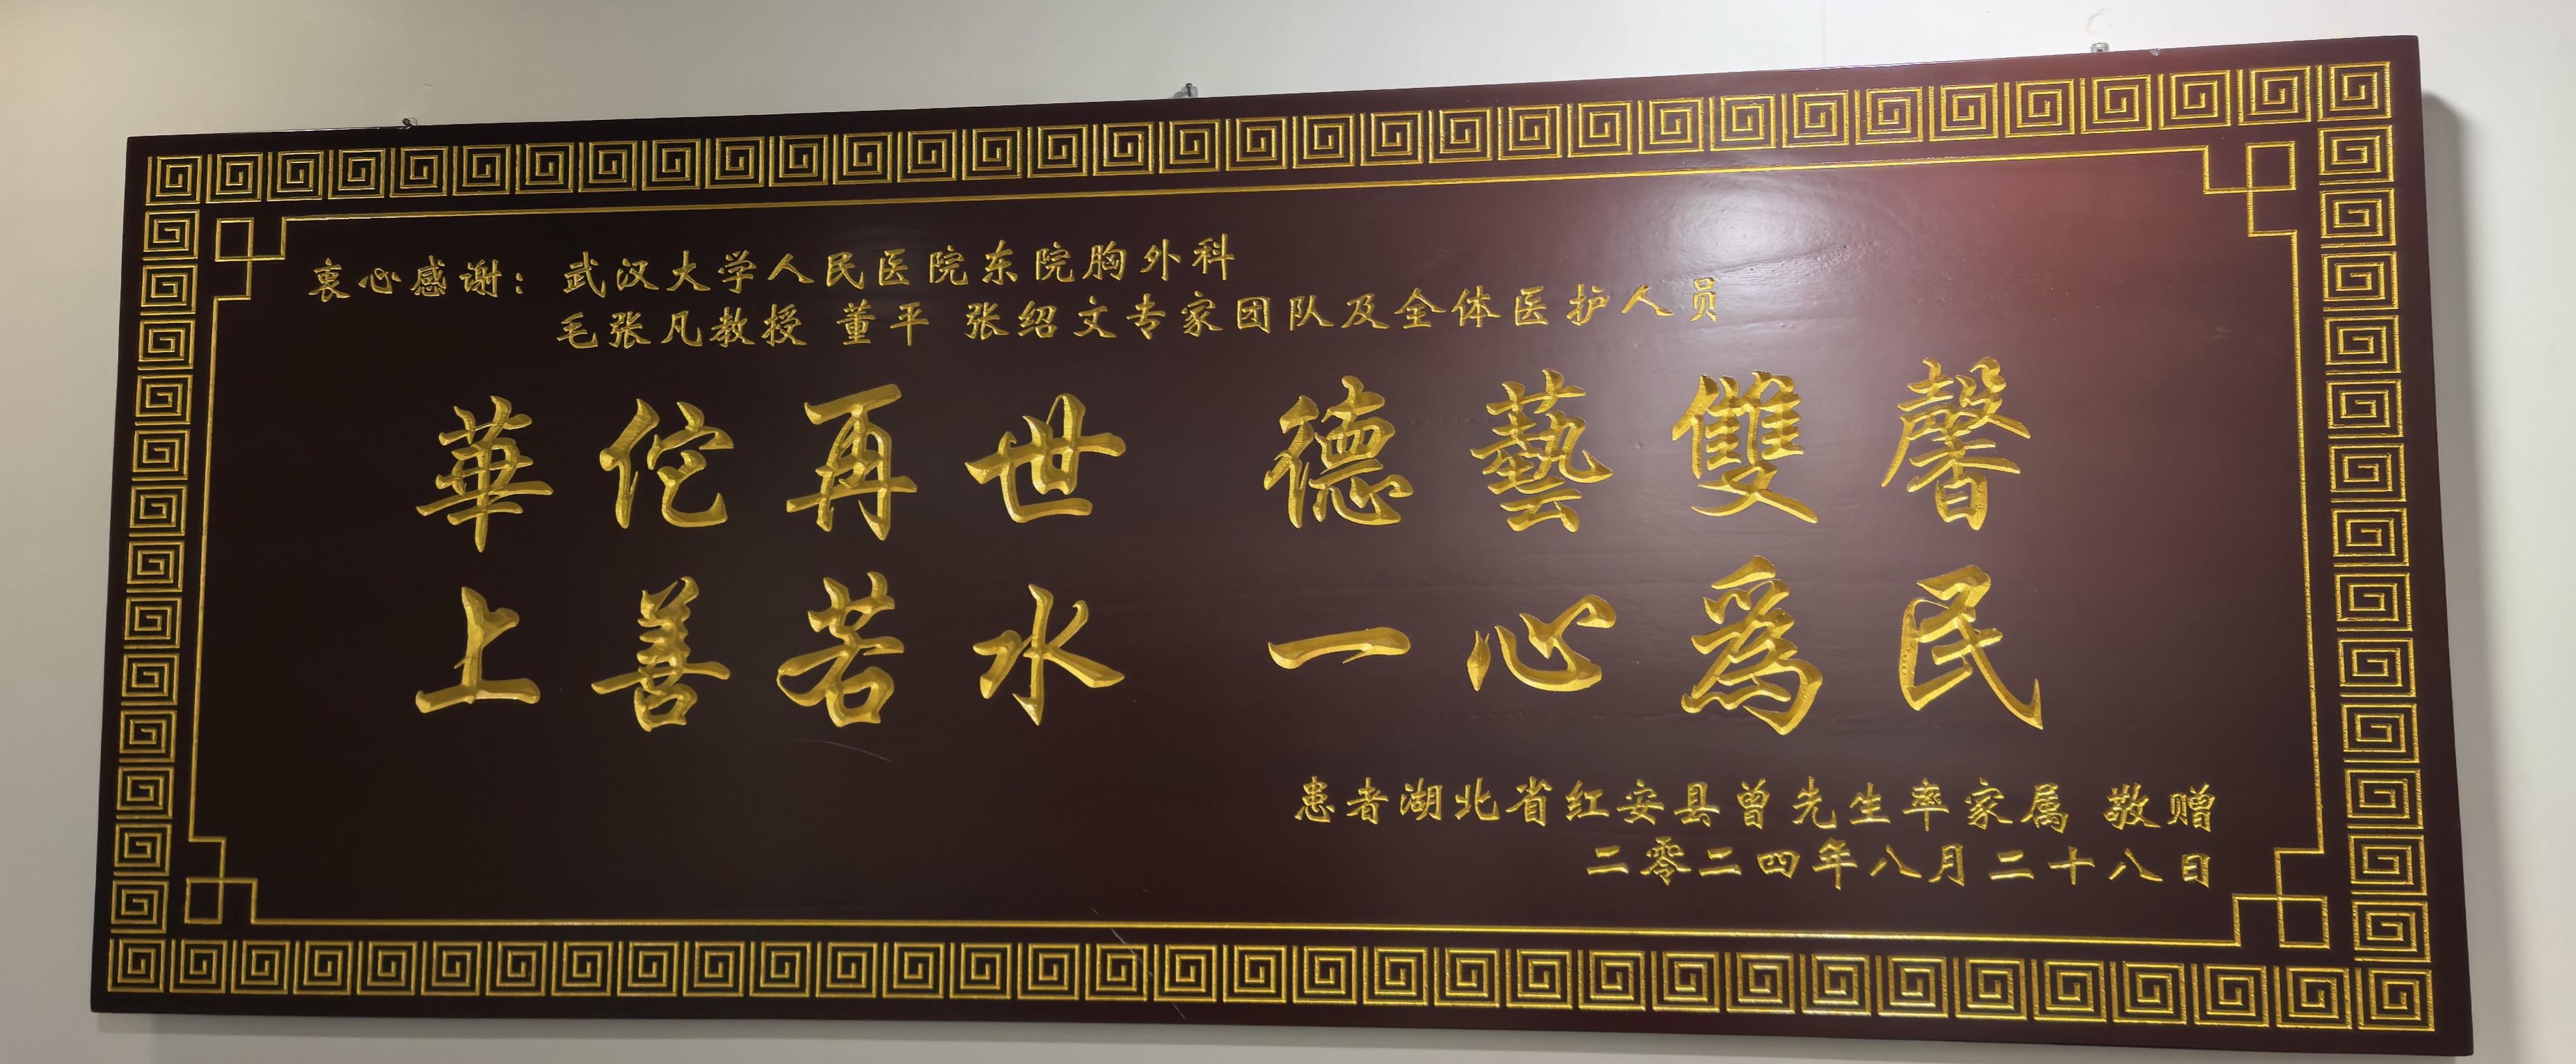 衷心感谢：武汉大学人民医院东院胸外科
毛张凡教授 董平 张绍文专家团队及全体医护人员
華佗再世 德藝雙馨
上善若水 一心為民
患者湖北省红安县曾先生率家属 敬赠
二零二四年八月二十八日